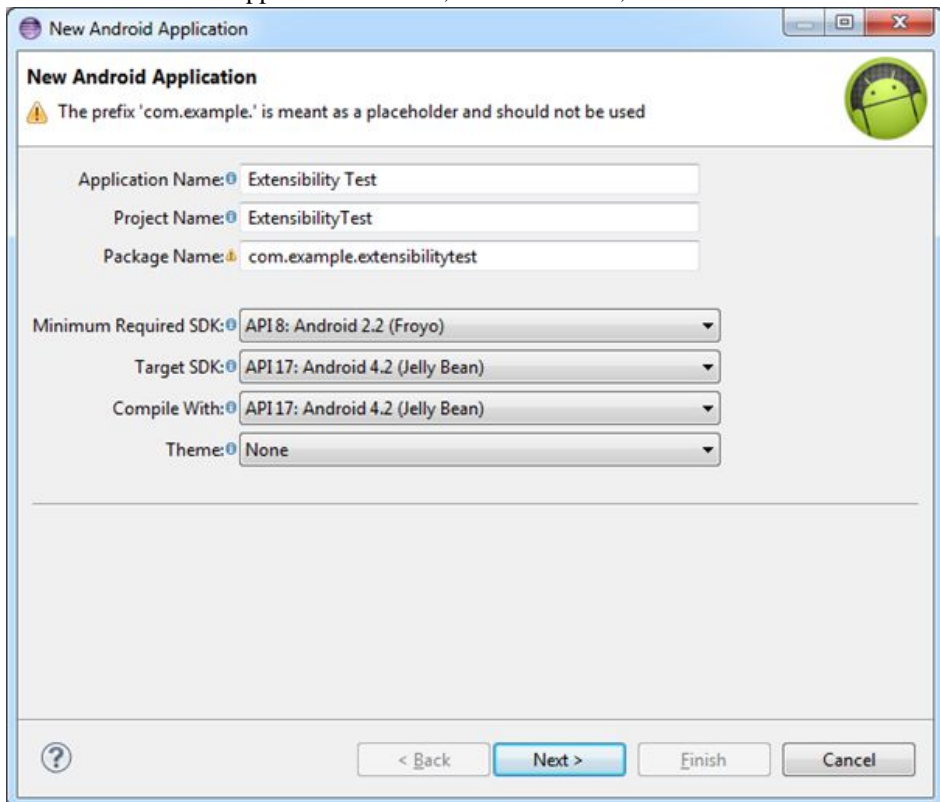 New Android Application
New Android Application
The prefix 'com.example.' is meant as a placeholder and should not be used
Application Name: Extensibility Test
Project Name: ExtensibilityTest
Package Name: com.example.extensibilitytest
Minimum Required SDK: API 8: Android 2.2 (Froyo)
Target SDK: API 17: Android 4.2 (Jelly Bean)
Compile With: API 17: Android 4.2 (Jelly Bean)
Theme: None
? < Back Next > Finish Cancel